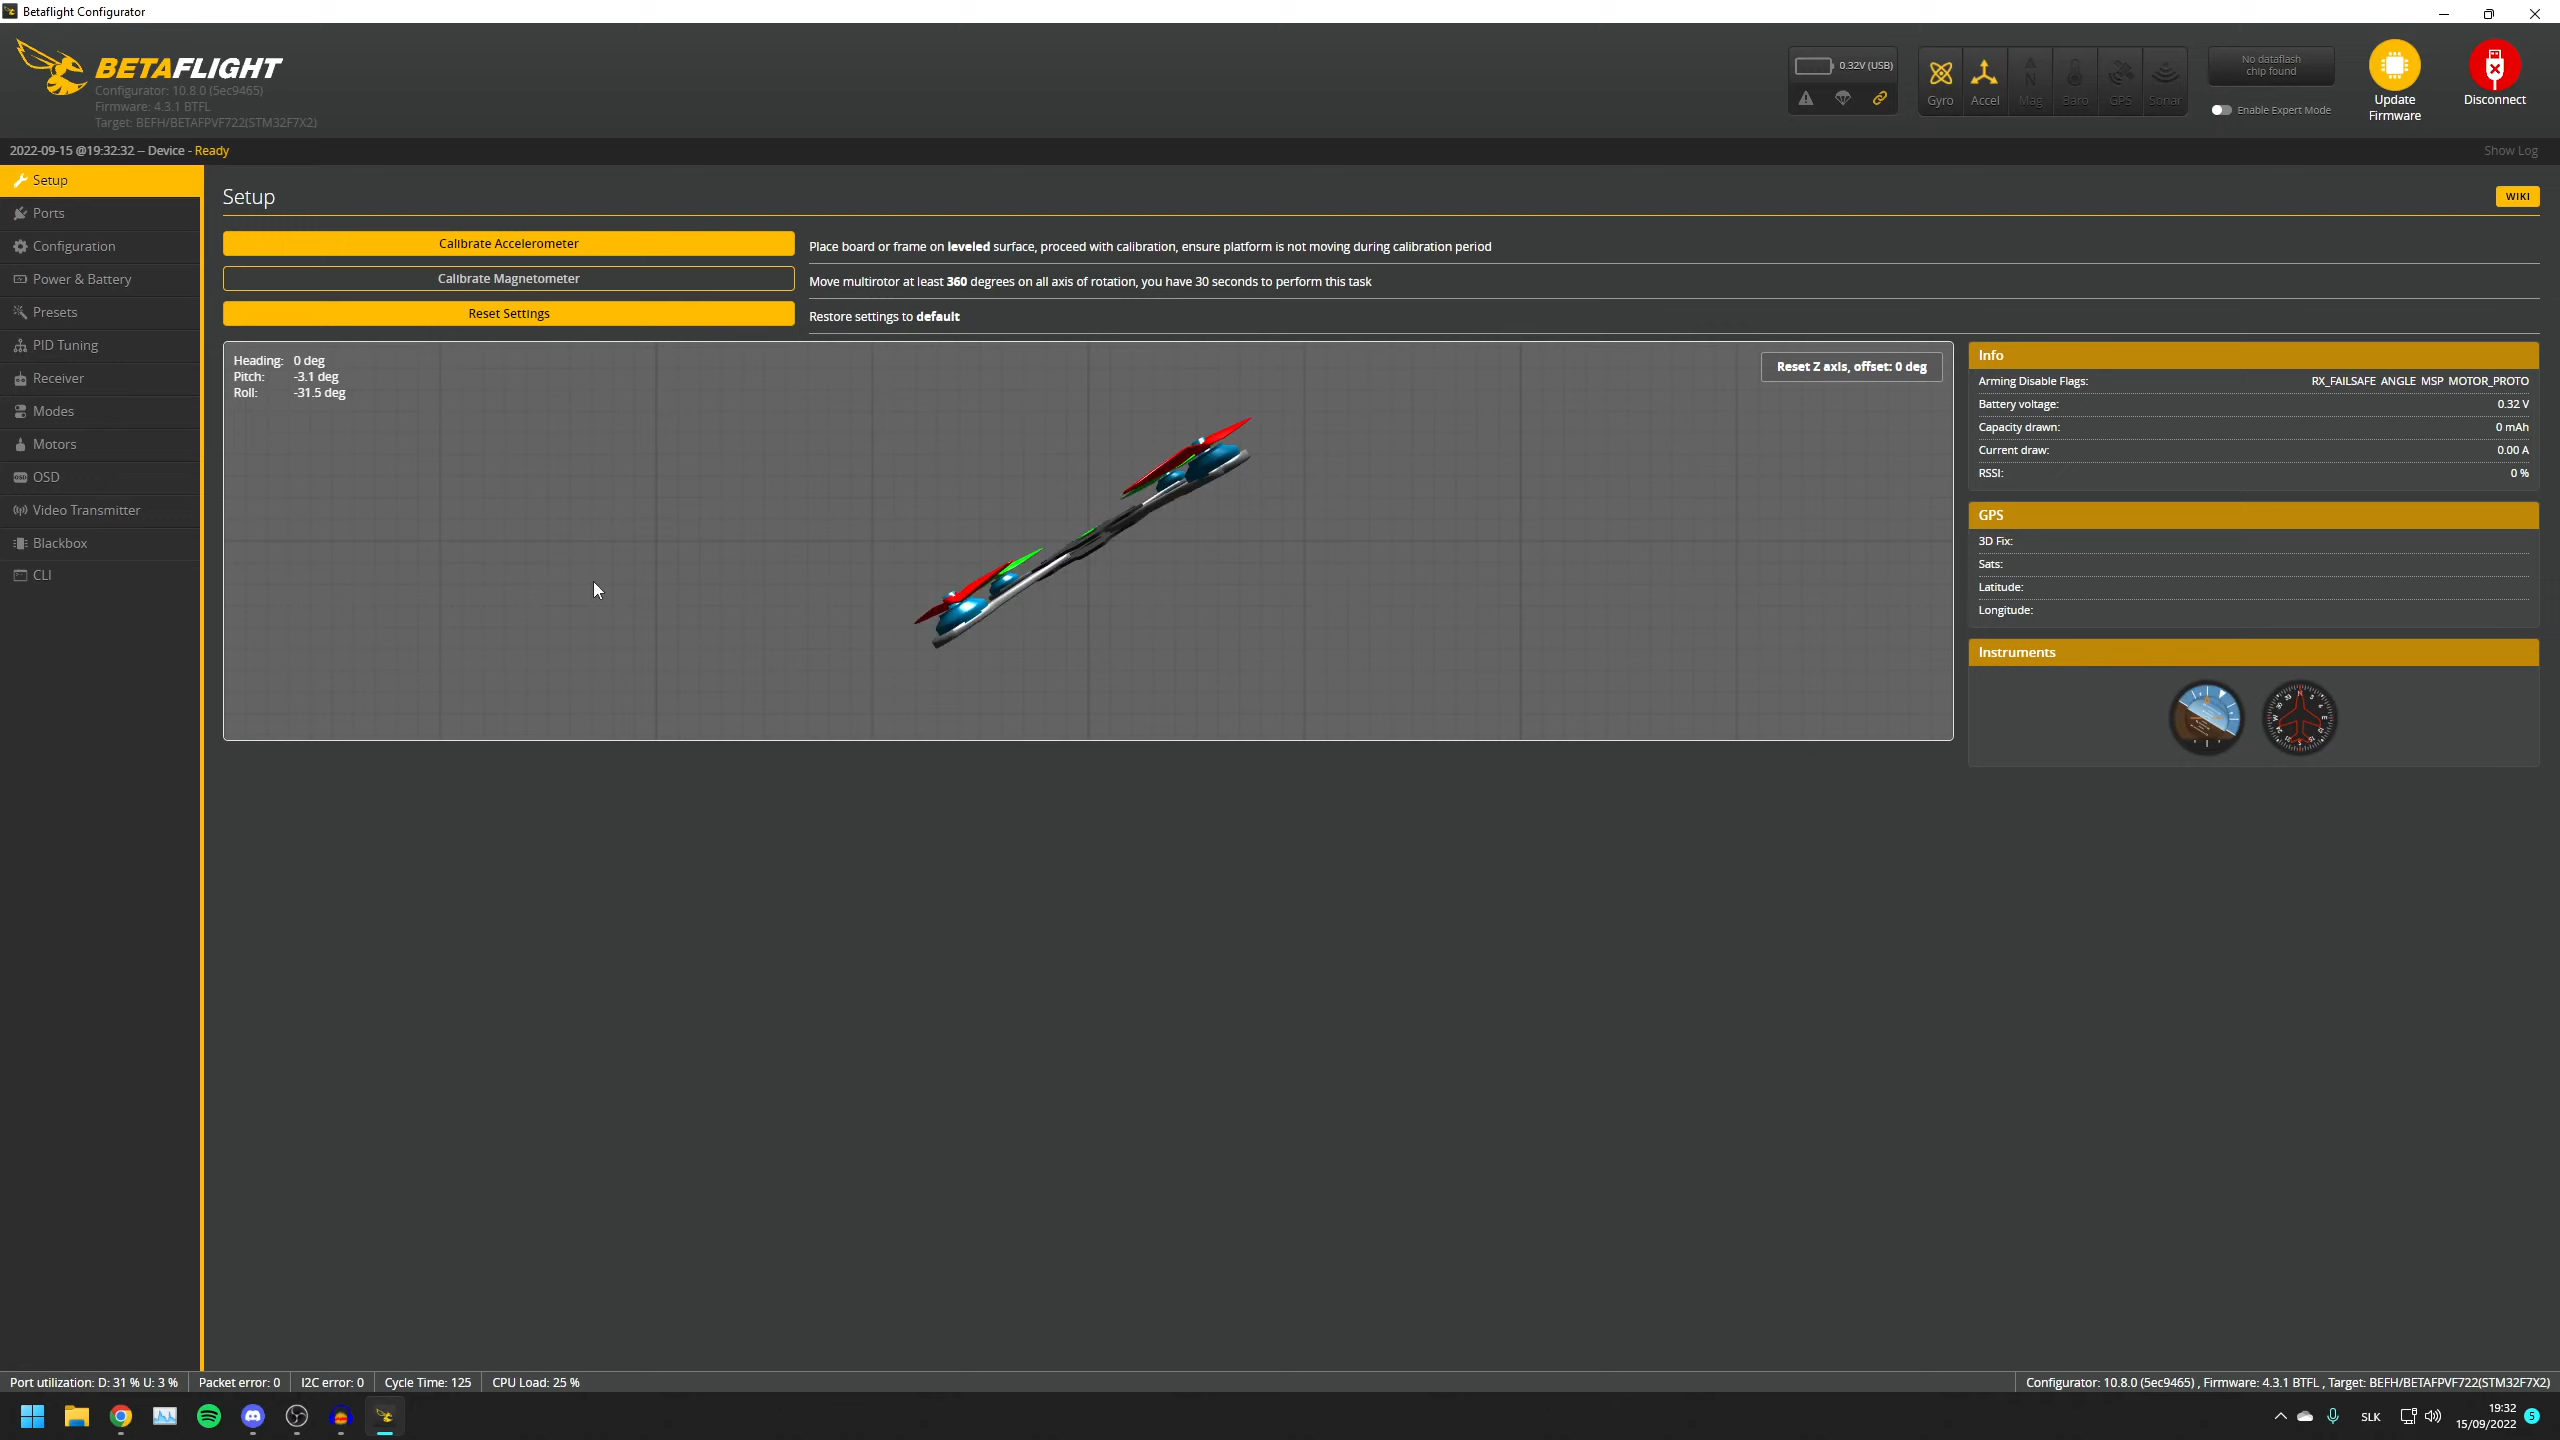 Betaflight Configurator
BETAFLIGHT
Configurator: 10.8.0 (5ec9465)
Firmware: 4.3.1 BTFL
Target: BEFH/BETAFPVF722(STM32F7X2)
0.32V (USB)
Gyro
Accel
Mag
Baro
GPS
Sonar
No dataflash
chip found
Enable Expert Mode
Update
Firmware
Disconnect
2022-09-15 @19:32:32 -- Device - Ready
Show Log
Setup
Ports
Configuration
Power & Battery
Presets
PID Tuning
Receiver
Modes
Motors
OSD
Video Transmitter
Blackbox
CLI
Setup
WIKI
Calibrate Accelerometer
Place board or frame on leveled surface, proceed with calibration, ensure platform is not moving during calibration period
Calibrate Magnetometer
Move multirotor at least 360 degrees on all axis of rotation, you have 30 seconds to perform this task
Reset Settings
Restore settings to default
Heading: 0 deg
Pitch: -3.1 deg
Roll: -31.5 deg
Reset Z axis, offset: 0 deg
Info
Arming Disable Flags: RX_FAILSAFE ANGLE MSP MOTOR_PROTO
Battery voltage: 0.32 V
Capacity drawn: 0 mAh
Current draw: 0.00 A
RSSI: 0 %
GPS
3D Fix:
Sats:
Latitude:
Longitude:
Instruments
Port utilization: D: 31 % U: 3 %
Packet error: 0
I2C error: 0
Cycle Time: 125
CPU Load: 25 %
Configurator: 10.8.0 (5ec9465) , Firmware: 4.3.1 BTFL , Target: BEFH/BETAFPVF722(STM32F7X2)
SLK
19:32
15/09/2022
5